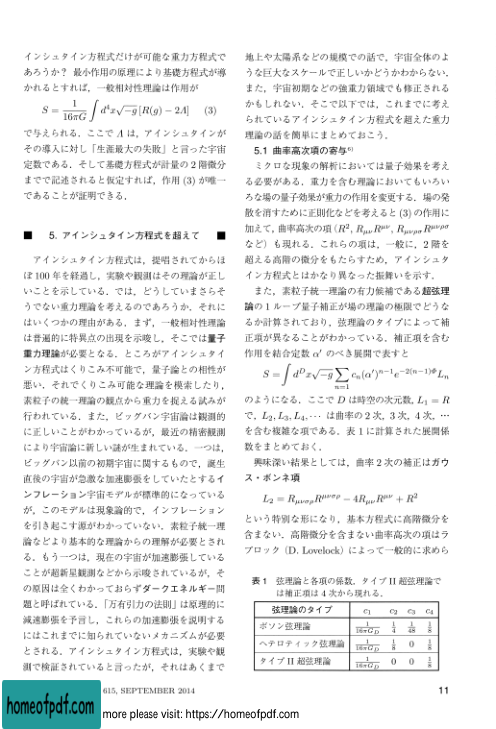 インシュタイン方程式だけが可能な重力方程式で
あろうか？ 最小作用の原理により基礎方程式が導
かれるとすれば，一般相対性理論は作用が
S = \frac{1}{16πG} ∫ d⁴x√−g [R(g) − 2Λ] (3)
で与えられる．ここで Λ は，アインシュタインが
その導入に対し「生涯最大の失敗」と言った宇宙
定数である．そして基礎方程式が計量の 2 階微分
までで記述されると仮定すれば，作用 (3) が唯一
であることが証明できる．
■ 5. アインシュタイン方程式を超えて ■
アインシュタイン方程式は，提唱されてからほ
ぼ 100 年を経過し，実験や観測はその理論が正し
いことを示している．では，どうしていまさらそ
うでない重力理論を考えるのであろうか．それに
はいくつかの理由がある．まず，一般相対性理論
は普遍的に特異点の出現を示唆し，そこでは量子
重力理論が必要となる．ところがアインシュタイ
ン方程式はくりこみ不可能で，量子論との相性が
悪い．それでくりこみ可能な理論を模索したり，
素粒子の統一理論の観点から重力を捉える試みが
行われている．また，ビッグバン宇宙論は観測的
に正しいことがわかっているが，最近の精密観測
により宇宙論に新しい謎が生まれている．一つは，
ビッグバン以前の初期宇宙に関するもので，誕生
直後の宇宙が急激な加速膨張をしていたとするイ
ンフレーション宇宙モデルが標準的になっている
が，このモデルは現象論的で，インフレーション
を引き起こす源がわかっていない．素粒子統一理
論などより基本的な理論からの理解が必要とされ
る．もう一つは，現在の宇宙が加速膨張している
ことが超新星観測などから示唆されているが，そ
の原因は全くわかっておらずダークエネルギー問
題と呼ばれている．「万有引力の法則」は原理的に
減速膨張を予言し，これらの加速膨張を説明する
にはこれまでに知られていないメカニズムが必要
とされる．アインシュタイン方程式は，実験や観
測で検証されていると言ったが，それはあくまで
地上や太陽系などの規模での話で，宇宙全体のよ
うな巨大なスケールで正しいかどうかわからない．
また，宇宙初期などの強重力領域でも修正される
かもしれない．そこで以下では，これまでに考え
られているアインシュタイン方程式を超えた重力
理論の話を簡単にまとめておこう．
5.1 曲率高次項の寄与⁶⁾
ミクロな現象の解析においては量子効果を考え
る必要がある．重力を含む理論においてもいろい
ろな場の量子効果が重力の作用を変更する．場の発
散を消すために正則化などを考えると (3) の作用に
加えて，曲率高次の項 (R², R_{μν}R^{μν}, R_{μνρσ}R^{μνρσ}
など) も現れる．これらの項は，一般に，2 階を
超える高階の微分をもたらすため，アインシュタ
イン方程式とはかなり異なった振舞いを示す．
また，素粒子統一理論の有力候補である超弦理
論の 1 ループ量子補正が場の理論の極限でどうな
るか計算されており，弦理論のタイプによって補
正項が異なることがわかっている．補正項を含む
作用を結合定数 α′ のべき展開で表すと
S = ∫ d^D x√−g ∑_{n=1} c_n(α′)^{n−1}e^{−2(n−1)Φ}L_n
のようになる．ここで D は時空の次元数，L₁ = R
で，L₂, L₃, L₄, ⋯ は曲率の 2 次，3 次，4 次，⋯
を含む複雑な項である．表 1 に計算された展開係
数をまとめておく．
興味深い結果としては，曲率 2 次の補正はガウ
ス・ボンネ項
L₂ = R_{μνσρ}R^{μνσρ} − 4R_{μν}R^{μν} + R²
という特別な形になり，基本方程式に高階微分を
含まない．高階微分を含まない曲率高次の項はラ
ブロック（D. Lovelock）によって一般的に求めら
表 1 弦理論と各項の係数．タイプ II 超弦理論で
は補正項は 4 次から現れる．
弦理論のタイプ c₁ c₂ c₃ c₄
ボソン弦理論 \frac{1}{16πG_D} \frac{1}{4} \frac{1}{48} \frac{1}{8}
ヘテロティック弦理論 \frac{1}{16πG_D} \frac{1}{8} 0 \frac{1}{8}
タイプ II 超弦理論 \frac{1}{16πG_D} 0 0 \frac{1}{8}
615, SEPTEMBER 2014 11
homeofpdf.com
more please visit: https://homeofpdf.com